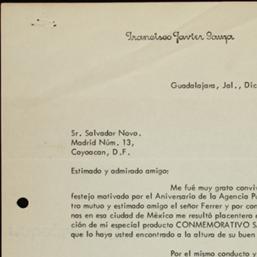 Francisco Javier Sauza
Guadalajara, Jal., Dic
Sr. Salvador Novo.
Madrid Núm. 13,
Coyoacan, D.F.
Estimado y admirado amigo:
Me fué muy grato conviv
festejo motivado por el Aniversario de la Agencia Pu
tro mutuo y estimado amigo el señor Ferrer y por con
nas en esa ciudad de México me resultó placentero e
ción de mi especial producto CONMEMORATIVO SA
que lo haya usted encontrado a la altura de su buen
Por el mismo conducto y